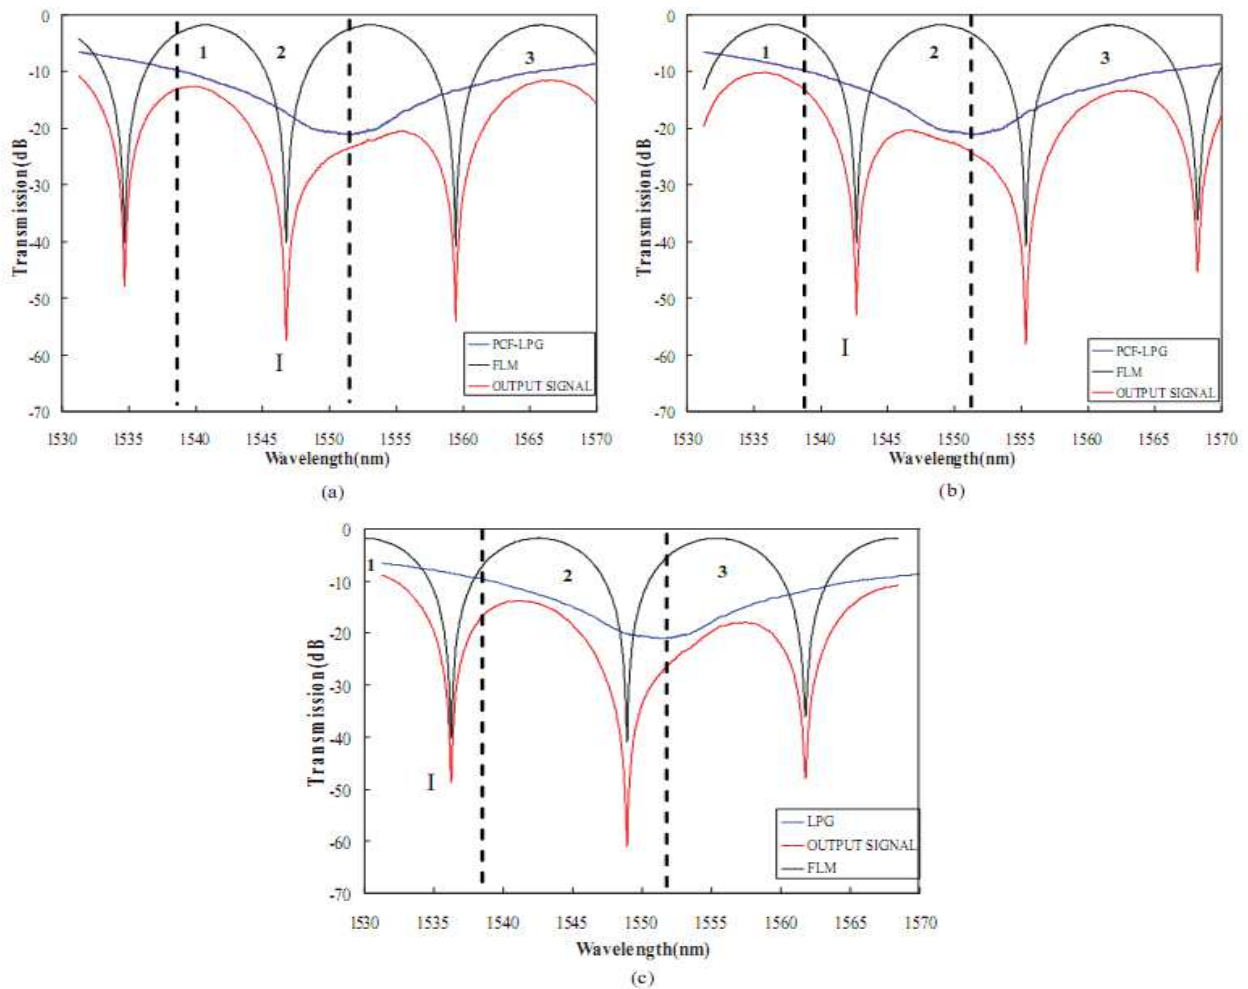 0
-10
-20
-30
-40
-50
-60
-70
Transmission(dB
1 2 3
I
PCF-LPG
FLM
OUTPUT SIGNAL
1530 1535 1540 1545 1550 1555 1560 1565 1570
Wavelength(nm)
(a)
0
-10
-20
-30
-40
-50
-60
-70
Transmission(dB
1 2 3
I
PCF-LPG
FLM
OUTPUT SIGNAL
1530 1535 1540 1545 1550 1555 1560 1565 1570
Wavelength(nm)
(b)
0
-10
-20
-30
-40
-50
-60
-70
Transmission(dB
1 2 3
I
LPG
OUTPUT SIGNAL
FLM
1530 1535 1540 1545 1550 1555 1560 1565 1570
Wavelength(nm)
(c)